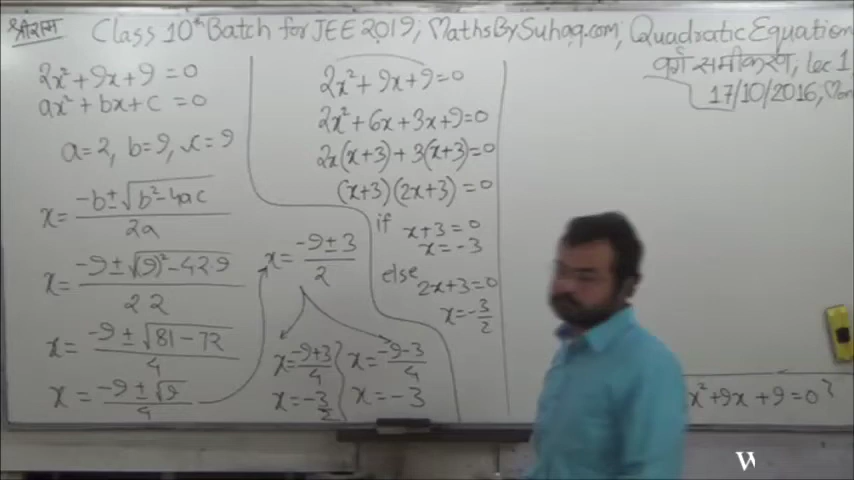 श्रीराम Class 10th Batch for JEE 2019, MathsBySuhag.com; Quadratic Equation
वर्ग समीकरण, Lec 1
17/10/2016, Mon
2x²+9x+9=0
ax²+bx+c=0
a=2, b=9, c=9
x = (-b±√(b²-4ac))/2a
x = (-9±√((9)²-4·2·9))/2·2
x = (-9±√(81-72))/4
x = (-9±√9)/4
x = (-9±3)/2
x = (-9+3)/4
x = -3/2
x = (-9-3)/4
x = -3
2x²+9x+9=0
2x²+6x+3x+9=0
2x(x+3)+3(x+3)=0
(x+3)(2x+3)=0
if x+3=0
x=-3
else 2x+3=0
x=-3/2
x²+9x+9=0?
W